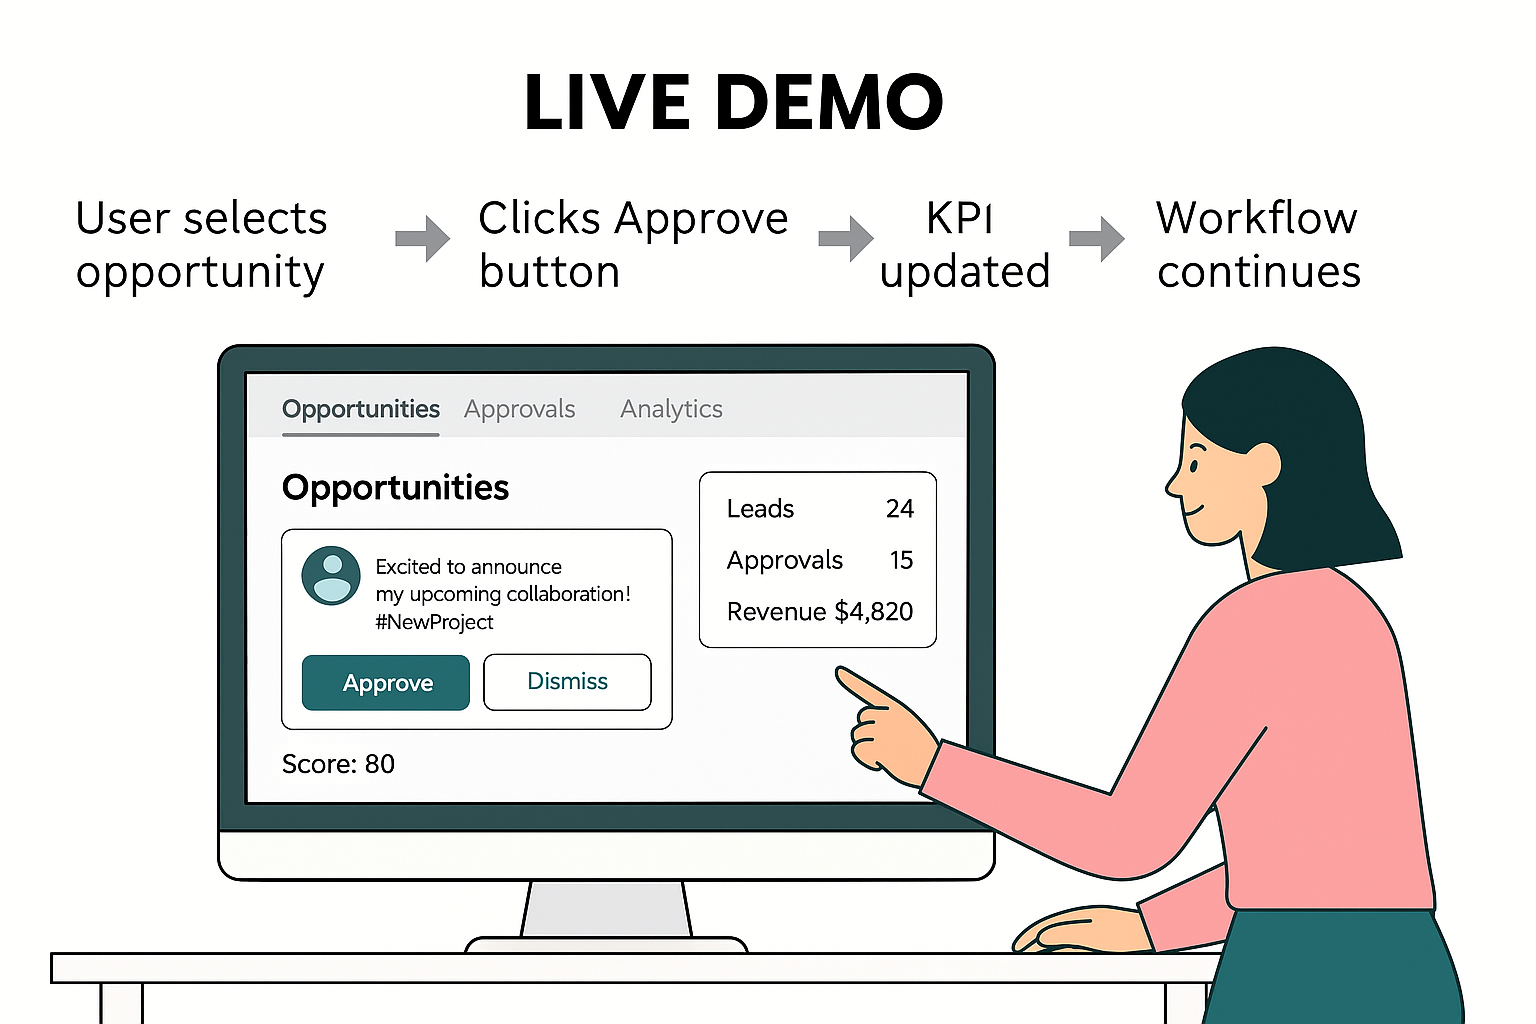 LIVE DEMO
User selects
opportunity
Clicks Approve
button
KPI
updated
Workflow
continues
Opportunities Approvals Analytics
Opportunities
Excited to announce
my upcoming collaboration!
#NewProject
Approve
Dismiss
Score: 80
Leads 24
Approvals 15
Revenue $4,820